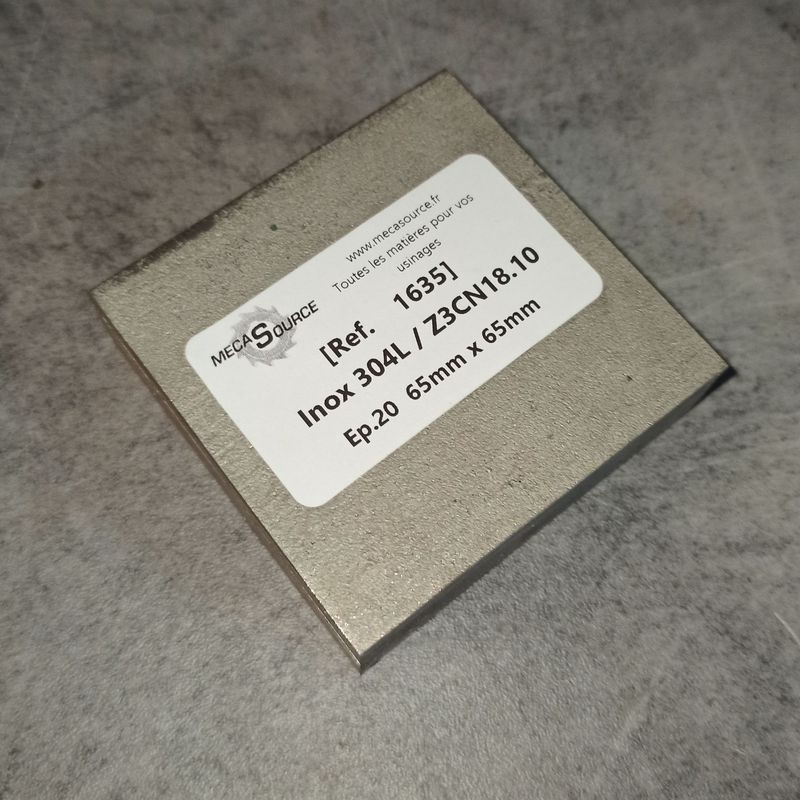 www.mecasource.fr
Toutes les matières pour vos
usinages
MECASOURCE
[Ref. 1635]
Inox 304L / Z3CN18.10
Ep.20 65mm x 65mm